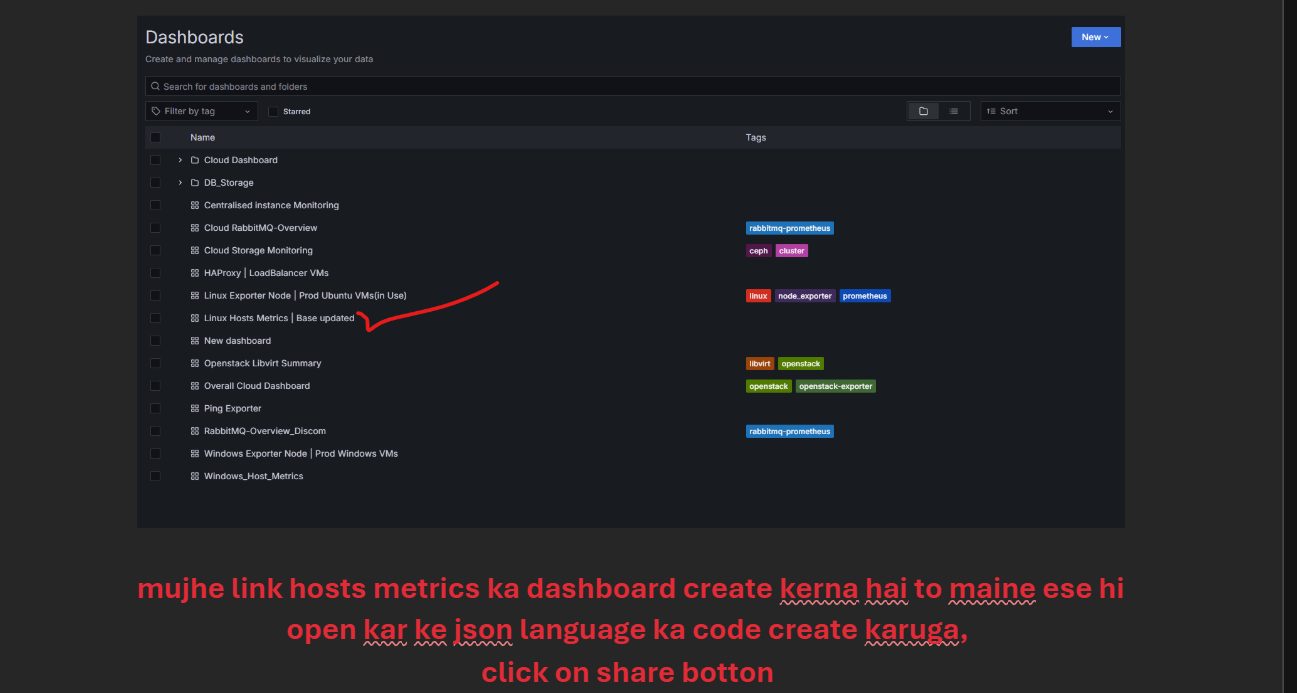 Dashboards
New
Create and manage dashboards to visualize your data
Search for dashboards and folders
Filter by tag
Starred
Sort
Name Tags
Cloud Dashboard
DB_Storage
Centralised instance Monitoring
Cloud RabbitMQ-Overview rabbitmq-prometheus
Cloud Storage Monitoring ceph cluster
HAProxy | LoadBalancer VMs
Linux Exporter Node | Prod Ubuntu VMs(in Use) linux node_exporter prometheus
Linux Hosts Metrics | Base updated
New dashboard
Openstack Libvirt Summary libvirt openstack
Overall Cloud Dashboard openstack openstack-exporter
Ping Exporter
RabbitMQ-Overview_Discom rabbitmq-prometheus
Windows Exporter Node | Prod Windows VMs
Windows_Host_Metrics
mujhe link hosts metrics ka dashboard create kerna hai to maine ese hi
open kar ke json language ka code create karuga,
click on share botton